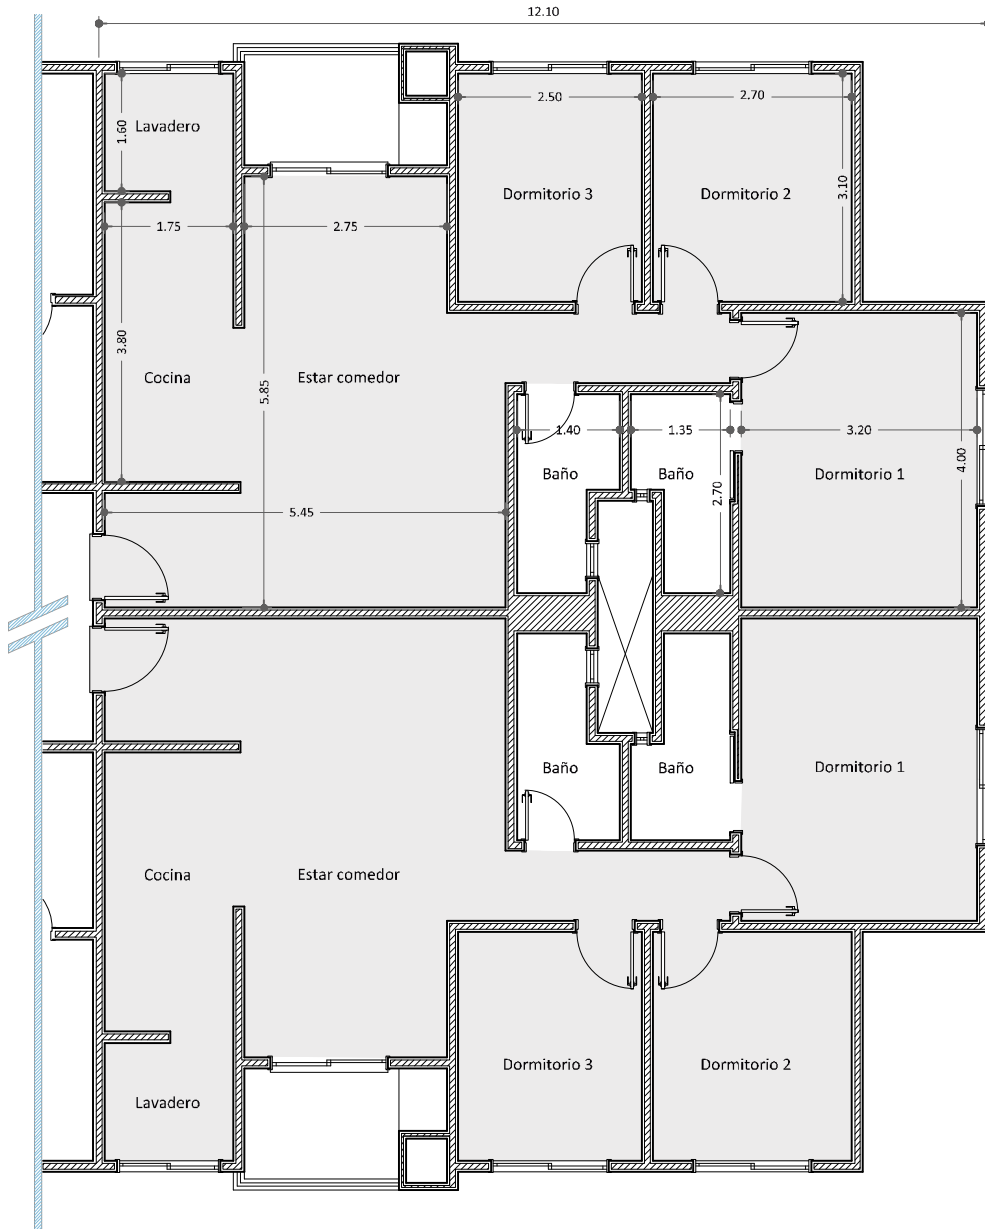 12.10
2.50
2.70
Lavadero
1.60
Dormitorio 3
Dormitorio 2
3.10
1.75
2.75
3.80
Cocina
Estar comedor
5.85
1.40
1.35
3.20
Baño
Baño
Dormitorio 1
4.00
2.70
5.45
Baño
Baño
Dormitorio 1
Cocina
Estar comedor
Dormitorio 3
Dormitorio 2
Lavadero